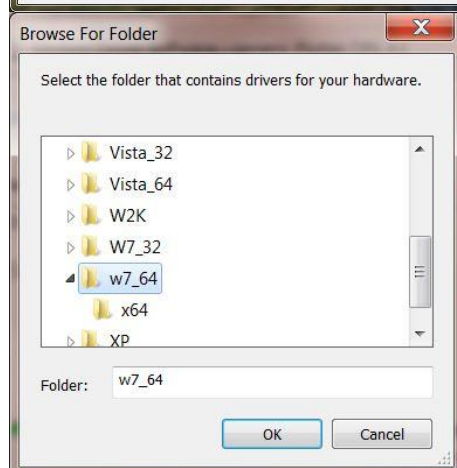 Browse For Folder
Select the folder that contains drivers for your hardware.
Vista_32
Vista_64
W2K
W7_32
w7_64
x64
XP
Folder: w7_64
OK Cancel